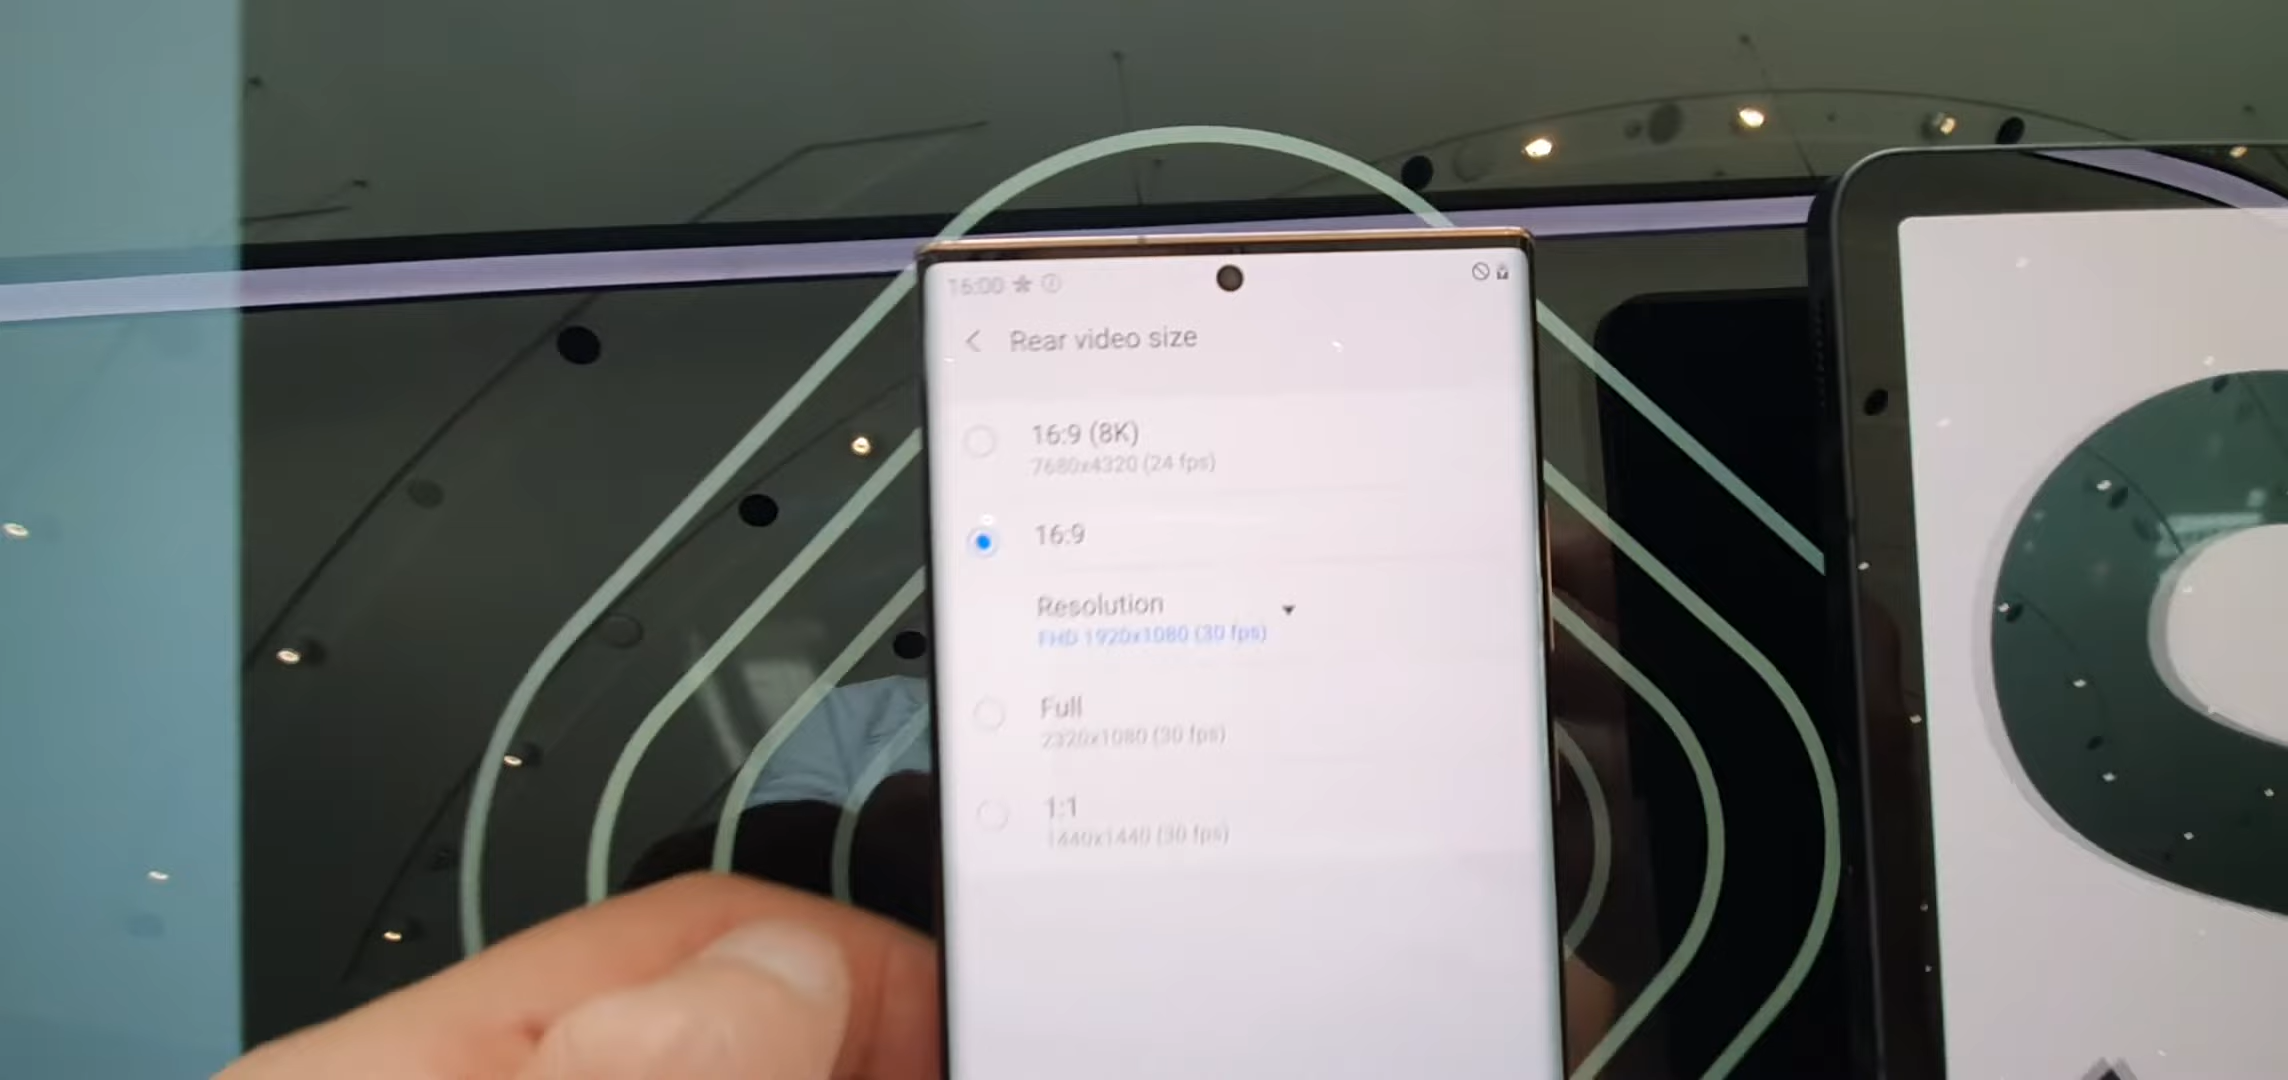 16:00
Rear video size
16:9 (8K)
7680x4320 (24 fps)
16:9
Resolution
FHD 1920x1080 (30 fps)
Full
2320x1080 (30 fps)
1:1
1440x1440 (30 fps)